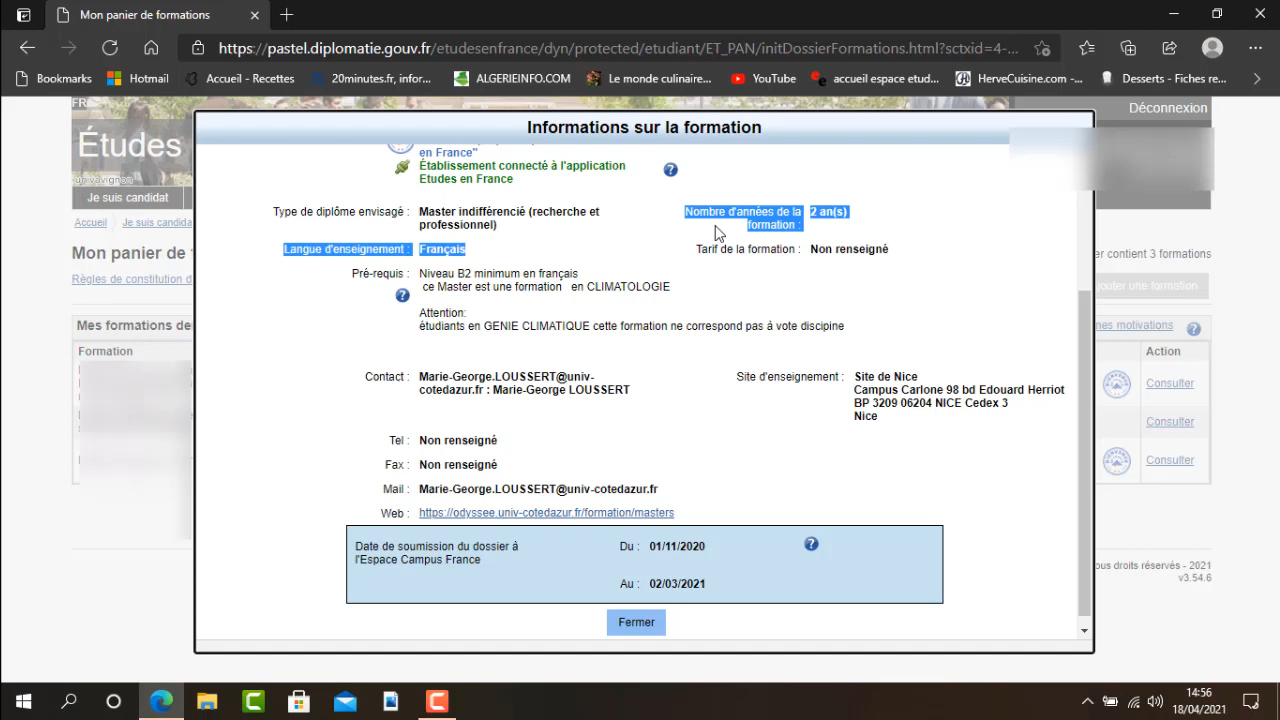 Mon panier de formations
https://pastel.diplomatie.gouv.fr/etudesenfrance/dyn/protected/etudiant/ET_PAN/initDossierFormations.html?sctxid=4-...
Bookmarks
Hotmail
Accueil - Recettes
20minutes.fr, infor...
ALGERIEINFO.COM
Le monde culinaire...
YouTube
accueil espace etud...
HerveCuisine.com -...
Desserts - Fiches re...
FR
Déconnexion
Études
univavignon
Je suis candidat
Accueil
Je suis candida
Mon panier de f
er contient 3 formations
Règles de constitution d
outer une formation
Mes formations de
mes motivations
Formation
Action
Consulter
Consulter
Consulter
ous droits réservés - 2021
v3.54.6
Informations sur la formation
en France"
Établissement connecté à l'application
Etudes en France
Type de diplôme envisagé : Master indifférencié (recherche et
professionnel)
Nombre d'années de la 2 an(s)
formation :
Langue d'enseignement : Français
Tarif de la formation : Non renseigné
Pré-requis : Niveau B2 minimum en français
ce Master est une formation en CLIMATOLOGIE
Attention:
étudiants en GENIE CLIMATIQUE cette formation ne correspond pas á vote discipine
Contact : Marie-George.LOUSSERT@univ-
cotedazur.fr : Marie-George LOUSSERT
Site d'enseignement : Site de Nice
Campus Carlone 98 bd Edouard Herriot
BP 3209 06204 NICE Cedex 3
Nice
Tel : Non renseigné
Fax : Non renseigné
Mail : Marie-George.LOUSSERT@univ-cotedazur.fr
Web : https://odyssee.univ-cotedazur.fr/formation/masters
Date de soumission du dossier à
l'Espace Campus France
Du : 01/11/2020
Au : 02/03/2021
Fermer
14:56
18/04/2021